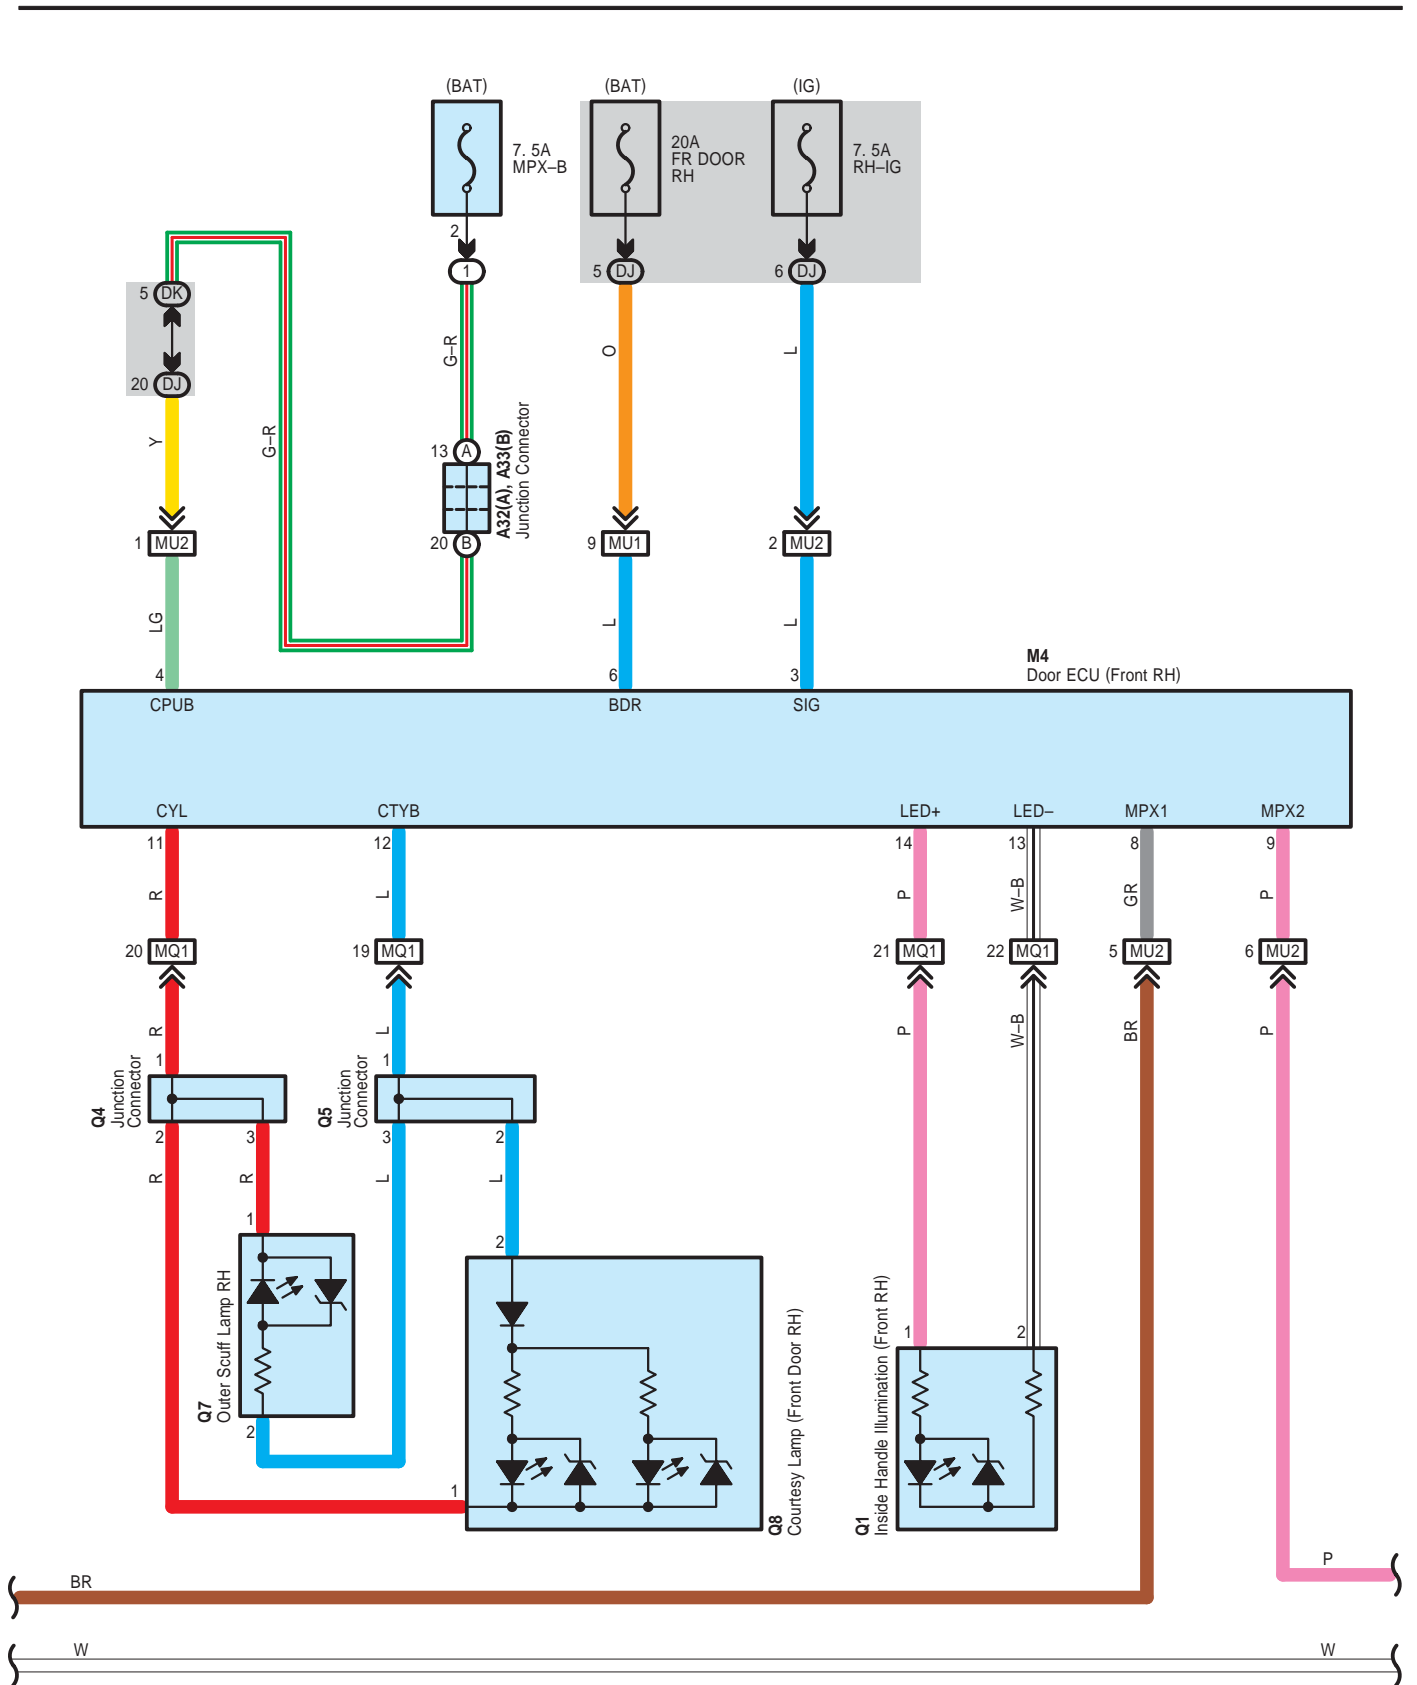 (BAT)
(BAT)
(IG)
7. 5A
MPX–B
20A
FR DOOR
RH
7. 5A
RH–IG
2
1
5 DJ
6 DJ
5 DK
20 DJ
G–R
O
L
Y
G–R
13 A
A32(A), A33(B)
Junction Connector
20 B
1 MU2
9 MU1
2 MU2
LG
L
L
4
6
3
M4
Door ECU (Front RH)
CPUB
BDR
SIG
CYL
CTYB
LED+
LED–
MPX1
MPX2
11
12
14
13
8
9
R
L
P
W–B
GR
P
20 MQ1
19 MQ1
21 MQ1
22 MQ1
5 MU2
6 MU2
R
L
P
W–B
BR
P
1
1
Q4
Junction
Connector
Q5
Junction
Connector
2
3
3
2
R
R
L
L
1
2
Q7
Outer Scuff Lamp RH
2
1
Q8
Courtesy Lamp (Front Door RH)
1
2
Q1
Inside Handle Illumination (Front RH)
BR
P
W
W